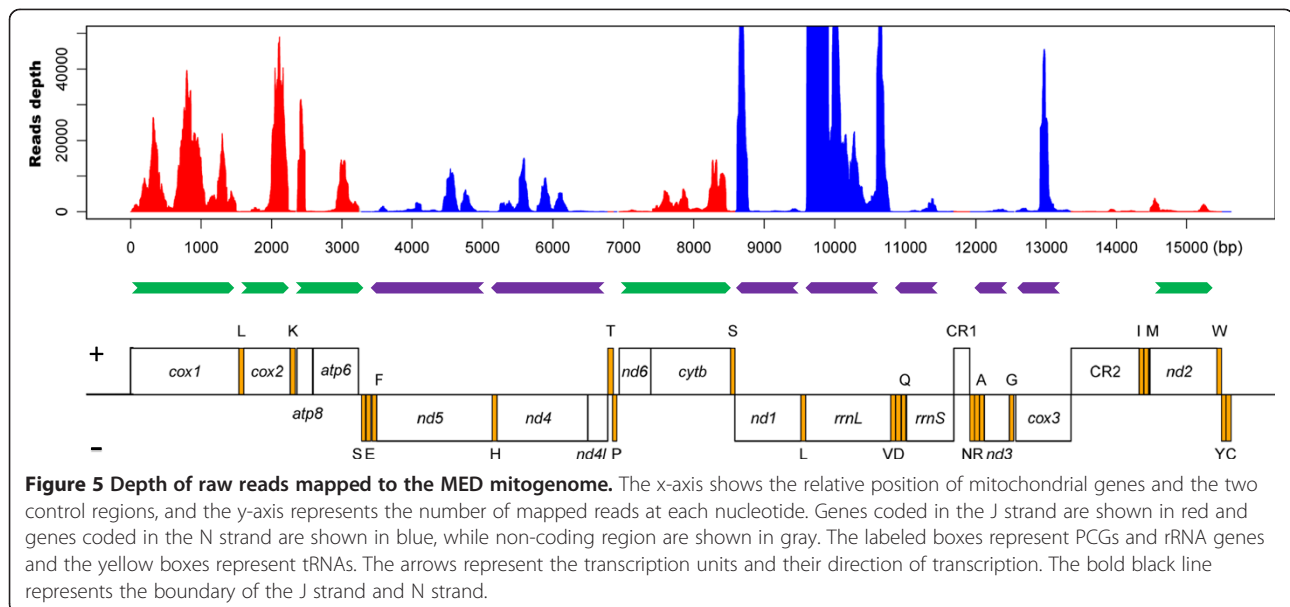 Reads depth
40000
20000
0
0 1000 2000 3000 4000 5000 6000 7000 8000 9000 10000 11000 12000 13000 14000 15000 (bp)
L K T S CR1 I M W
+ cox1 cox2 atp6 nd6 cytb CR2 nd2
F Q A G
atp8 nd5 nd4 nd1 rrnL rrnS cox3
- S E H nd4l P L V D N R nd3 Y C
Figure 5 Depth of raw reads mapped to the MED mitogenome. The x-axis shows the relative position of mitochondrial genes and the two
control regions, and the y-axis represents the number of mapped reads at each nucleotide. Genes coded in the J strand are shown in red and
genes coded in the N strand are shown in blue, while non-coding region are shown in gray. The labeled boxes represent PCGs and rRNA genes
and the yellow boxes represent tRNAs. The arrows represent the transcription units and their direction of transcription. The bold black line
represents the boundary of the J strand and N strand.